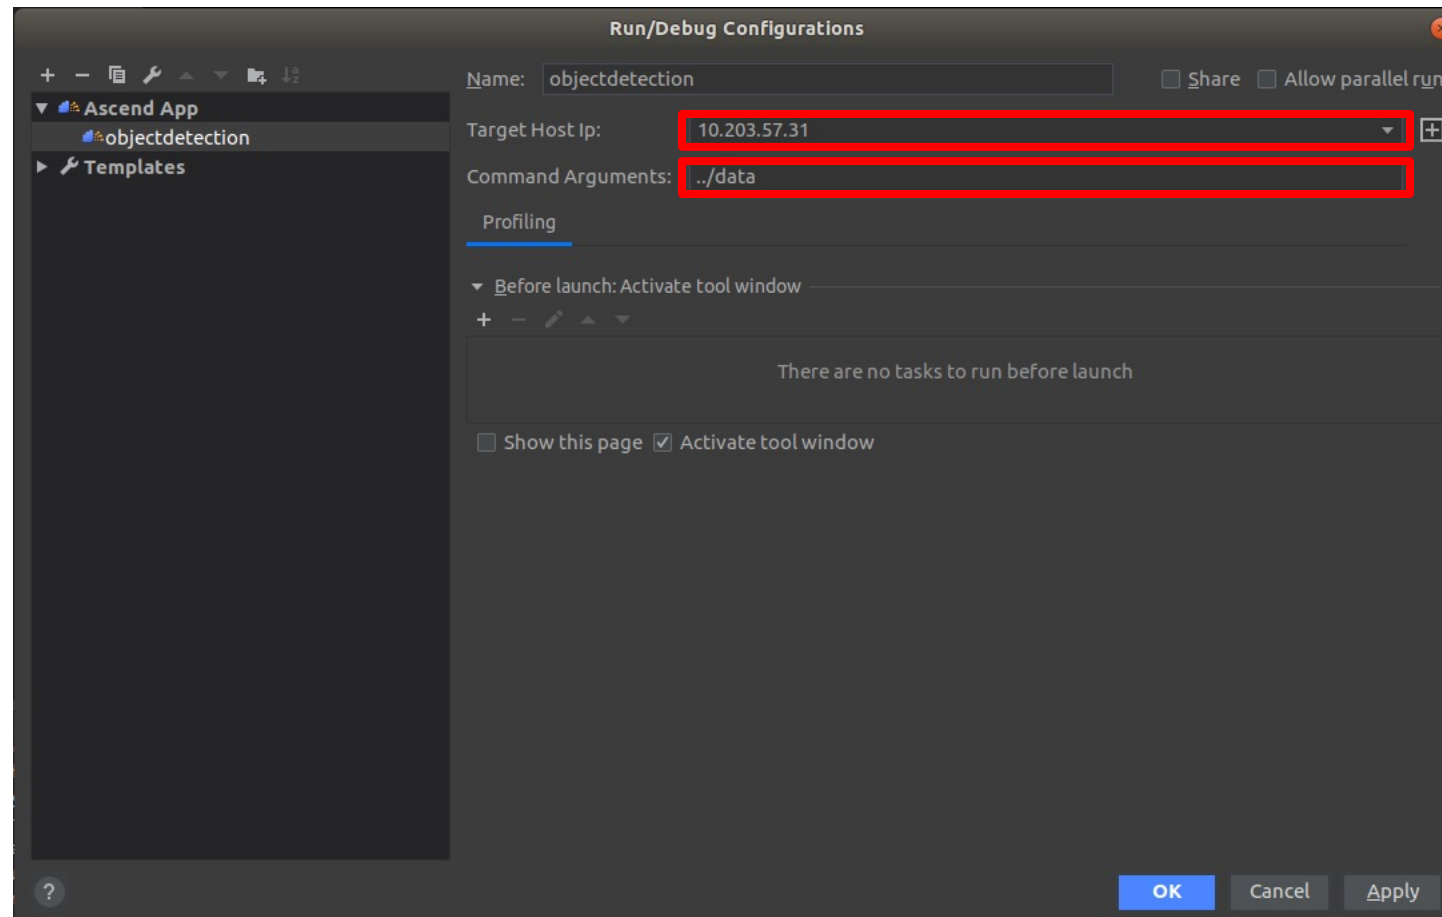 Run/Debug Configurations
Name: objectdetection Share Allow parallel run
Ascend App
objectdetection
Templates
Target Host Ip: 10.203.57.31
Command Arguments: ../data
Profiling
Before launch: Activate tool window
There are no tasks to run before launch
Show this page Activate tool window
? OK Cancel Apply